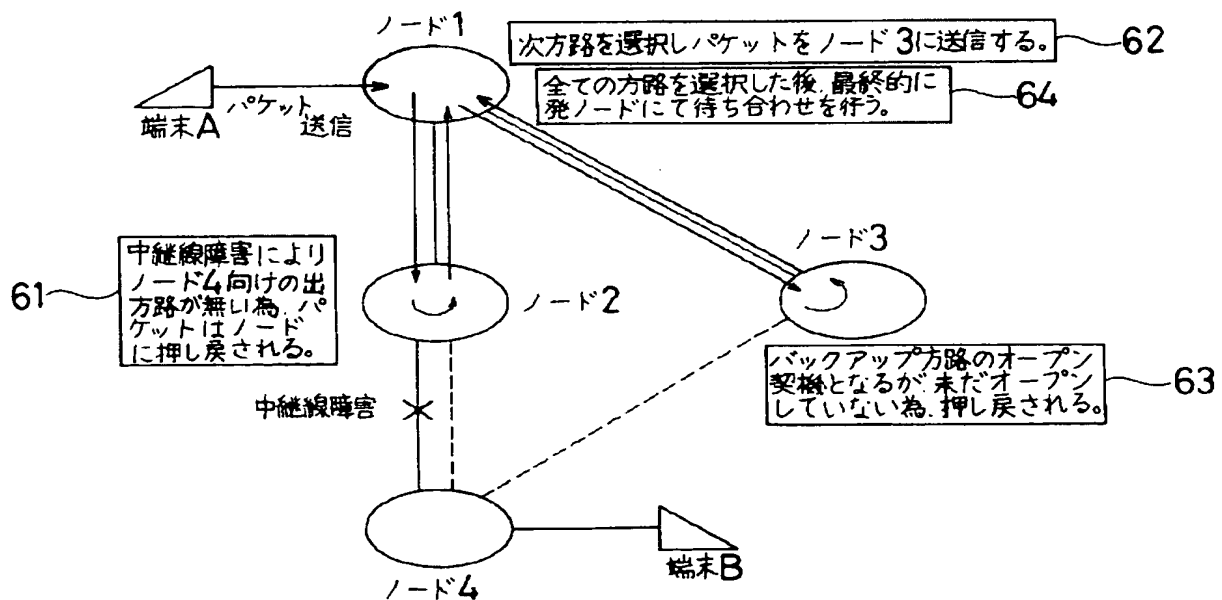 ノード1
次方路を選択しパケットをノード3に送信する。
62
全ての方路を選択した後、最終的に
発ノードにて待ち合わせを行う。
64
端末A
パケット
送信
61
中継線障害により
ノード4向けの出
方路が無い為、パ
ケットはノード
に押し戻される。
ノード2
ノード3
バックアップ方路のオープン
契機となるが、未だオープン
していない為、押し戻される。
63
中継線障害
ノード4
端末B